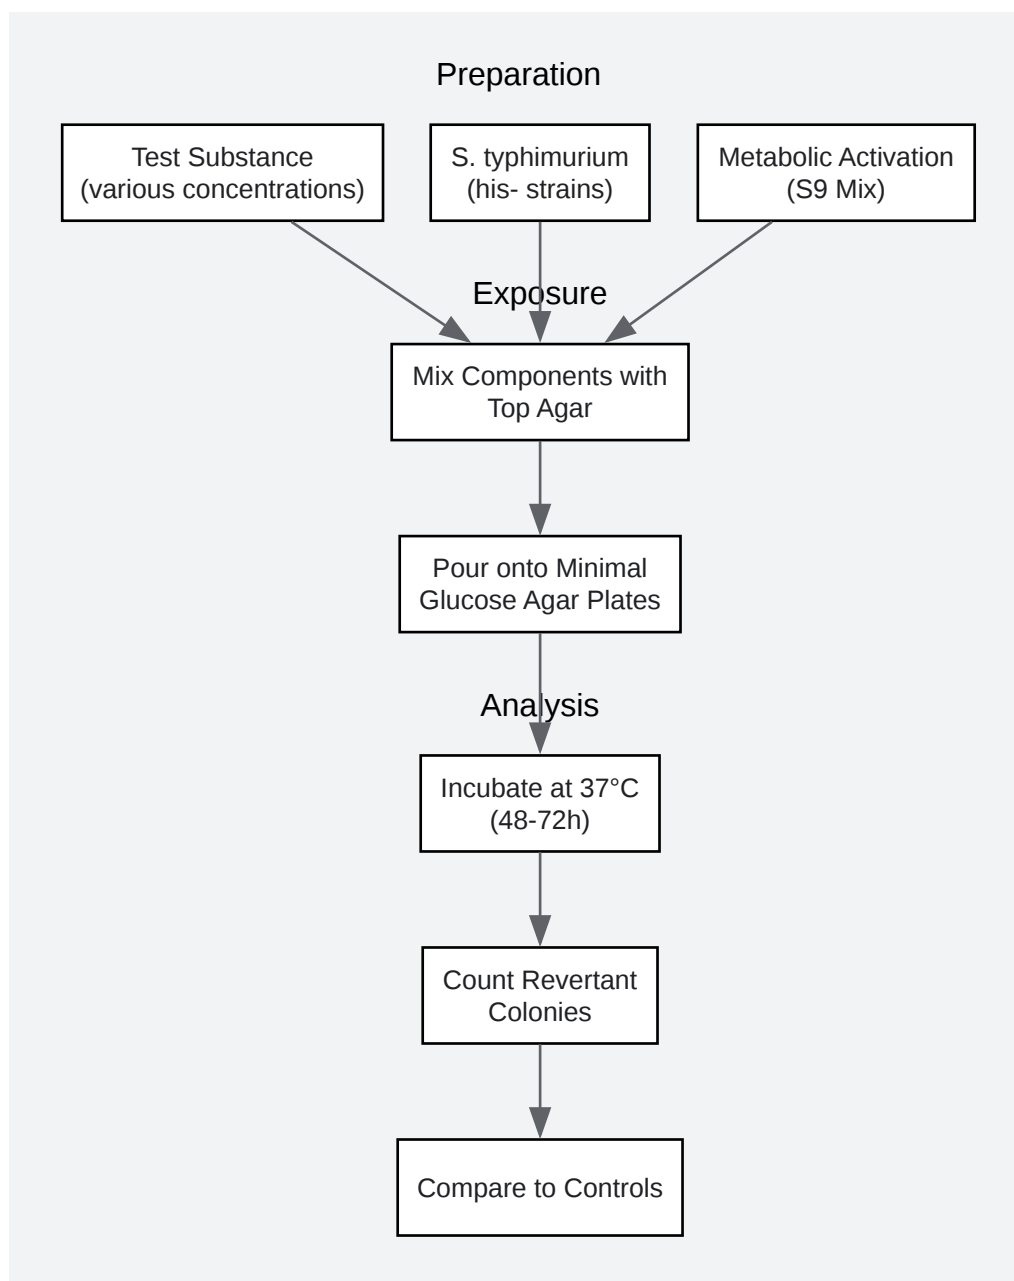 Preparation
Test Substance
(various concentrations)
S. typhimurium
(his- strains)
Metabolic Activation
(S9 Mix)
Exposure
Mix Components with
Top Agar
Pour onto Minimal
Glucose Agar Plates
Analysis
Incubate at 37°C
(48-72h)
Count Revertant
Colonies
Compare to Controls